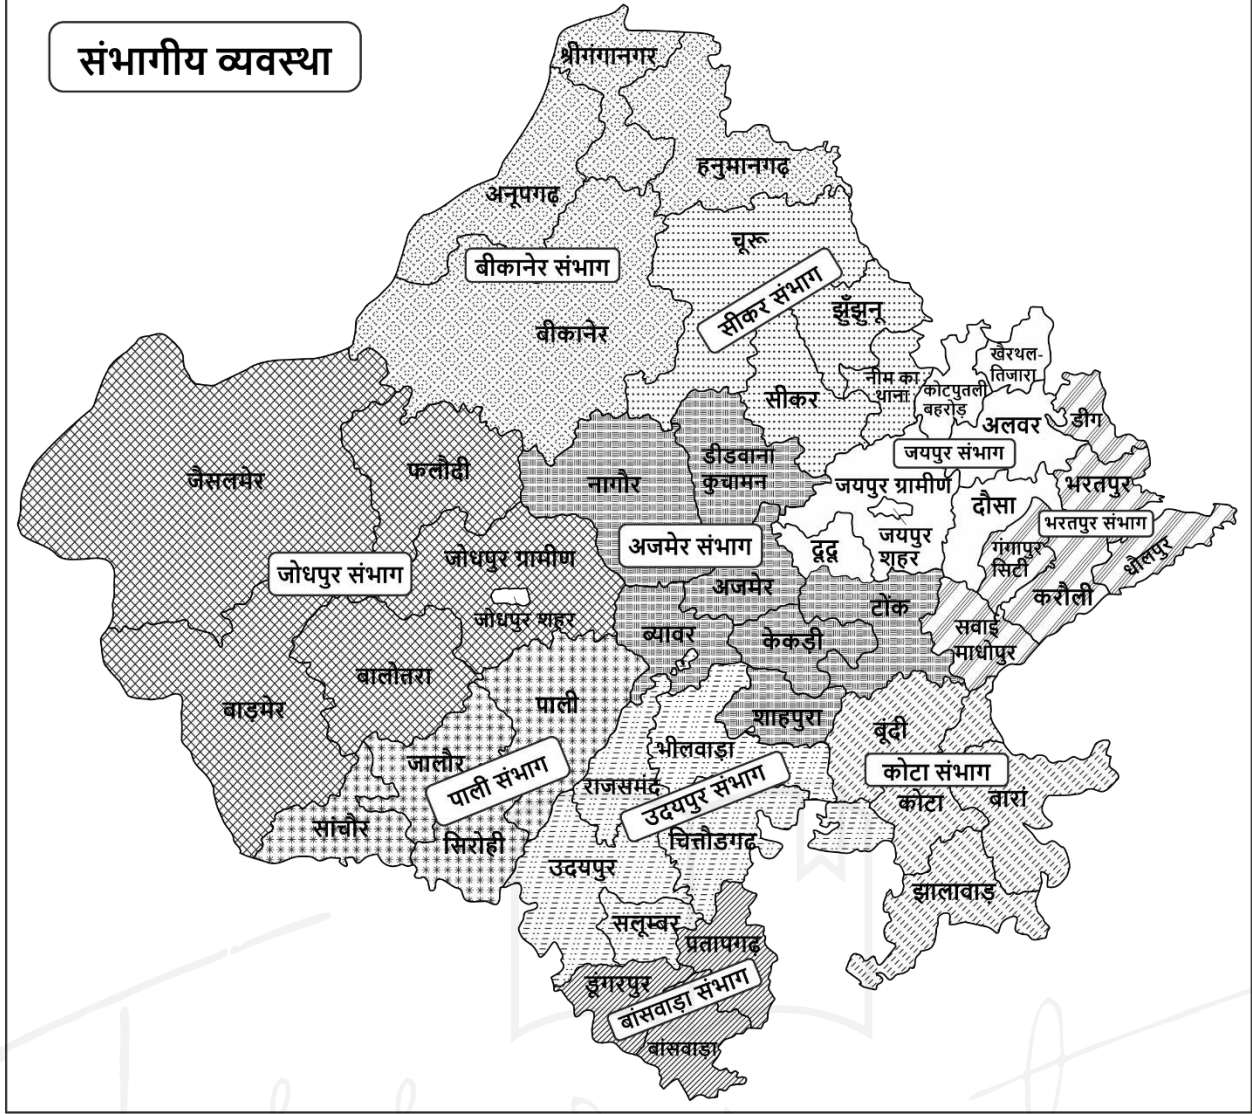 संभागीय व्यवस्था
श्रीगंगानगर
हनुमानगढ़
अनूपगढ़
चूरू
बीकानेर संभाग
सीकर संभाग
बीकानेर
झुँझुनू
खैरथल-
तिजारा
नीम का
थाना
कोटपुतली
बहरोड़
सीकर
अलवर
डीग
जयपुर संभाग
डीडवाना
कुचामन
फलौदी
जैसलमेर
नागौर
जयपुर ग्रामीण
भरतपुर
दौसा
भरतपुर संभाग
जयपुर
शहर
दूदू
अजमेर संभाग
गंगापुर
सिटी
धौलपुर
जोधपुर ग्रामीण
जोधपुर संभाग
अजमेर
करौली
टोंक
जोधपुर शहर
ब्यावर
केकड़ी
सवाई
माधोपुर
बालोतरा
बाड़मेर
पाली
शाहपुरा
बूंदी
भीलवाड़ा
जालौर
पाली संभाग
राजसमंद
उदयपुर संभाग
कोटा संभाग
कोटा
बारां
सांचौर
सिरोही
चित्तौडगढ़
उदयपुर
झालावाड़
सलूम्बर
प्रतापगढ़
डूंगरपुर
बांसवाड़ा संभाग
बांसवाड़ा